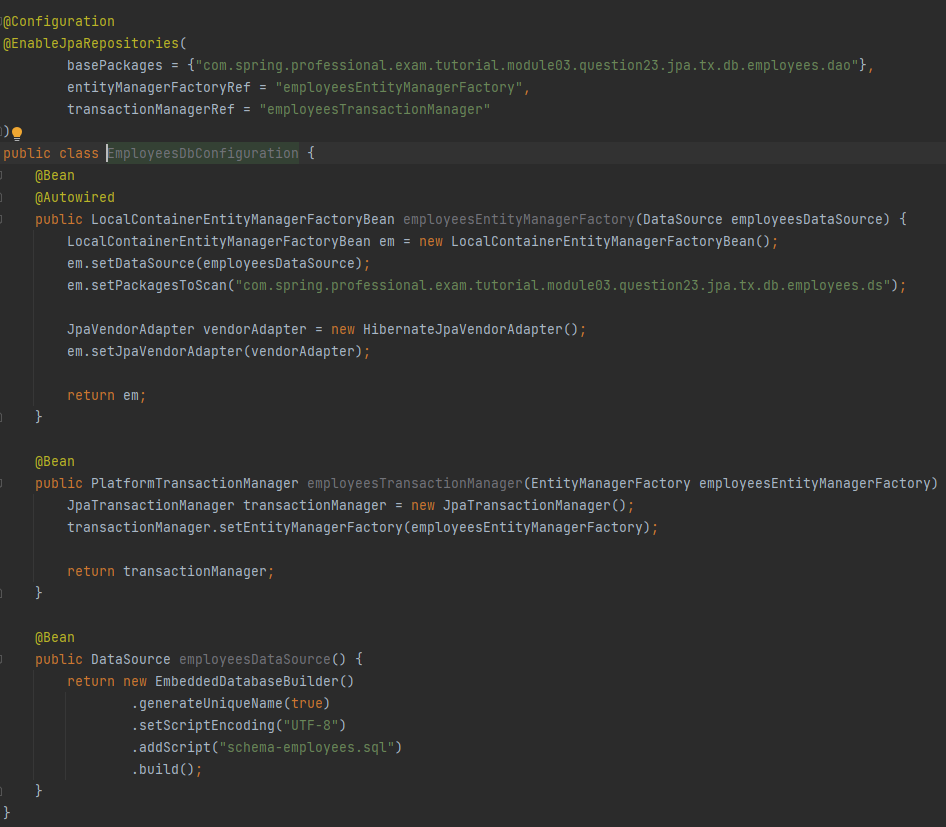 @Configuration
@EnableJpaRepositories(
        basePackages = {"com.spring.professional.exam.tutorial.module03.question23.jpa.tx.db.employees.dao"},
        entityManagerFactoryRef = "employeesEntityManagerFactory",
        transactionManagerRef = "employeesTransactionManager"
)
public class EmployeesDbConfiguration {
    @Bean
    @Autowired
    public LocalContainerEntityManagerFactoryBean employeesEntityManagerFactory(DataSource employeesDataSource) {
        LocalContainerEntityManagerFactoryBean em = new LocalContainerEntityManagerFactoryBean();
        em.setDataSource(employeesDataSource);
        em.setPackagesToScan("com.spring.professional.exam.tutorial.module03.question23.jpa.tx.db.employees.ds");

        JpaVendorAdapter vendorAdapter = new HibernateJpaVendorAdapter();
        em.setJpaVendorAdapter(vendorAdapter);

        return em;
    }

    @Bean
    public PlatformTransactionManager employeesTransactionManager(EntityManagerFactory employeesEntityManagerFactory)
        JpaTransactionManager transactionManager = new JpaTransactionManager();
        transactionManager.setEntityManagerFactory(employeesEntityManagerFactory);

        return transactionManager;
    }

    @Bean
    public DataSource employeesDataSource() {
        return new EmbeddedDatabaseBuilder()
                .generateUniqueName(true)
                .setScriptEncoding("UTF-8")
                .addScript("schema-employees.sql")
                .build();
    }
}